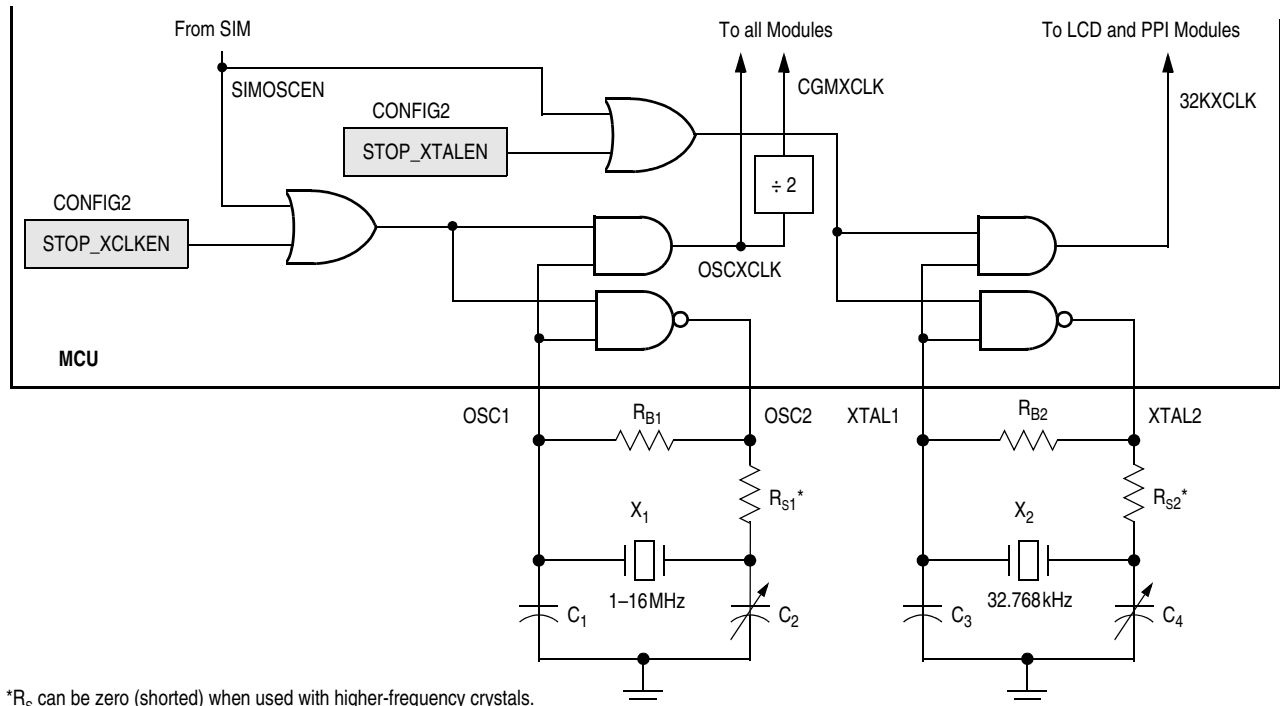 From SIM
To all Modules
To LCD and PPI Modules
SIMOSCEN
CGMXCLK
32KXCLK
CONFIG2
STOP_XTALEN
÷ 2
CONFIG2
STOP_XCLKEN
OSCXCLK
MCU
OSC1
RB1
OSC2
XTAL1
RB2
XTAL2
RS1*
RS2*
X1
X2
1–16MHz
32.768kHz
C1
C2
C3
C4
*RS can be zero (shorted) when used with higher-frequency crystals.